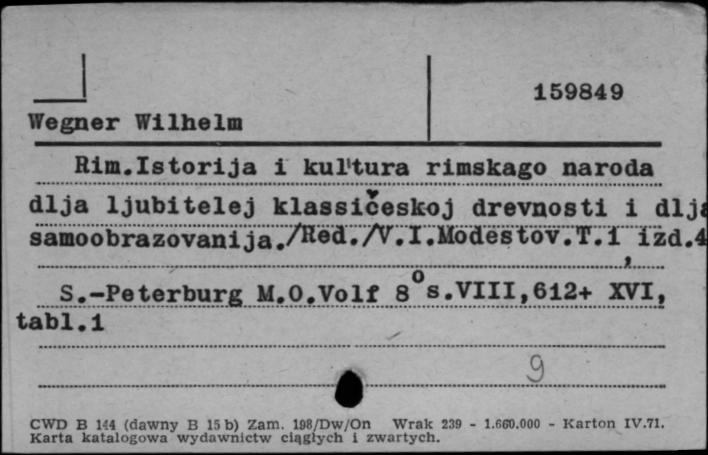 159849
Wegner Wilhelm
Rim.Istorija i kul'tura rimskago naroda
dlja ljubitelej klassičeskoj drevnosti i dlja
samoobrazovanija./Red./V.I.Modestov.T.1, izd.4
S.-Peterburg M.O.Volf 8° s.VIII,612+ XVI,
tabl.1
9
CWD B 144 (dawny B 15 b) Zam. 198/Dw/On Wrak 239 - 1.660.000 - Karton IV.71.
Karta katalogowa wydawnictw ciągłych i zwartych.